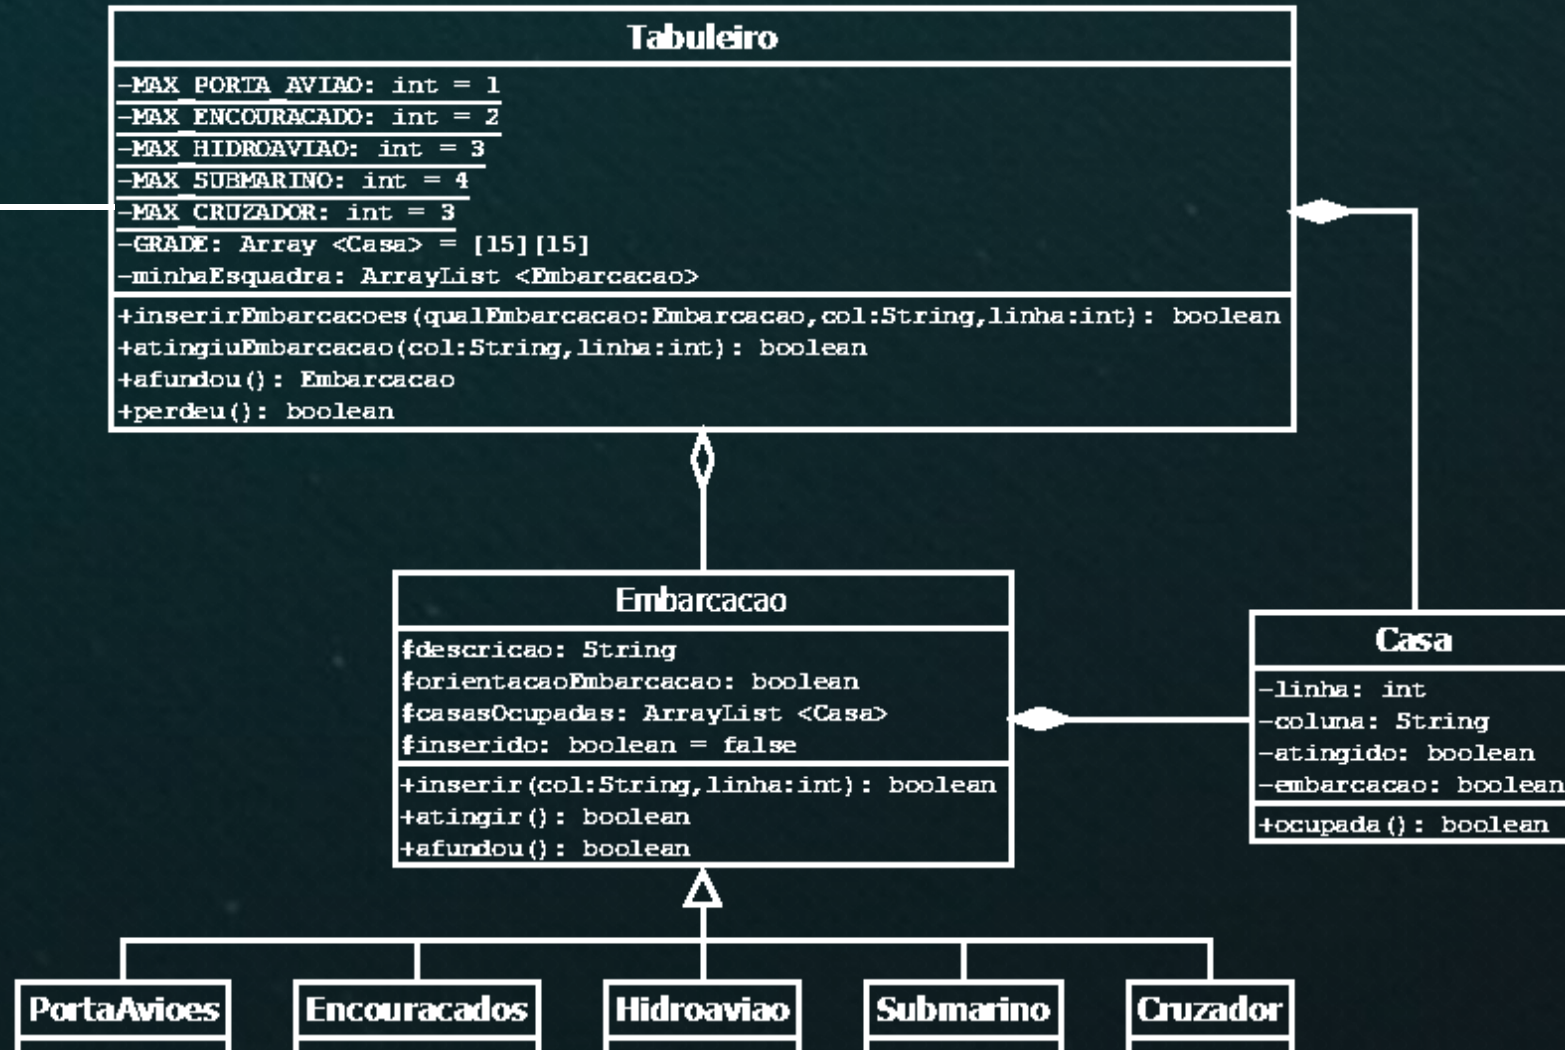 Tabuleiro
-MAX_PORTA_AVIAO: int = 1
-MAX_ENCOURACADO: int = 2
-MAX_HIDROAVIAO: int = 3
-MAX_SUBMARINO: int = 4
-MAX_CRUZADOR: int = 3
-GRADE: Array <Casa> = [15][15]
-minhaEsquadra: ArrayList <Embarcacao>
+inserirEmbarcacoes(qualEmbarcacao:Embarcacao,col:String,linha:int): boolean
+atingiuEmbarcacao(col:String,linha:int): boolean
+afundou(): Embarcacao
+perdeu(): boolean
Embarcacao
#descricao: String
#orientacaoEmbarcacao: boolean
#casasOcupadas: ArrayList <Casa>
#inserido: boolean = false
+inserir(col:String,linha:int): boolean
+atingir(): boolean
+afundou(): boolean
Casa
-linha: int
-coluna: String
-atingido: boolean
-embarcacao: boolean
+ocupada(): boolean
PortaAvioes
Encouracados
Hidroaviao
Submarino
Cruzador